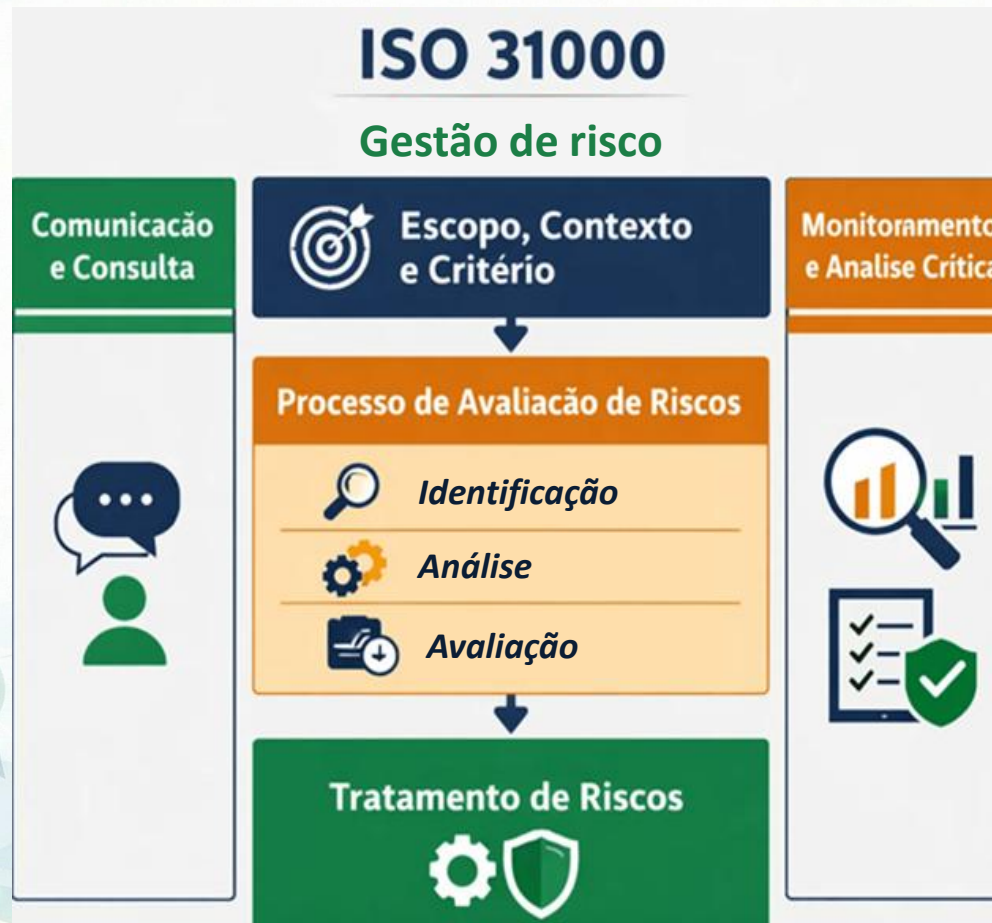 ISO 31000
Gestão de risco
Comunicacão
e Consulta
Escopo, Contexto
e Critério
Monitoramento
e Analise Crítica
Processo de Avaliacão de Riscos
Identificação
Análise
Avaliação
Tratamento de Riscos